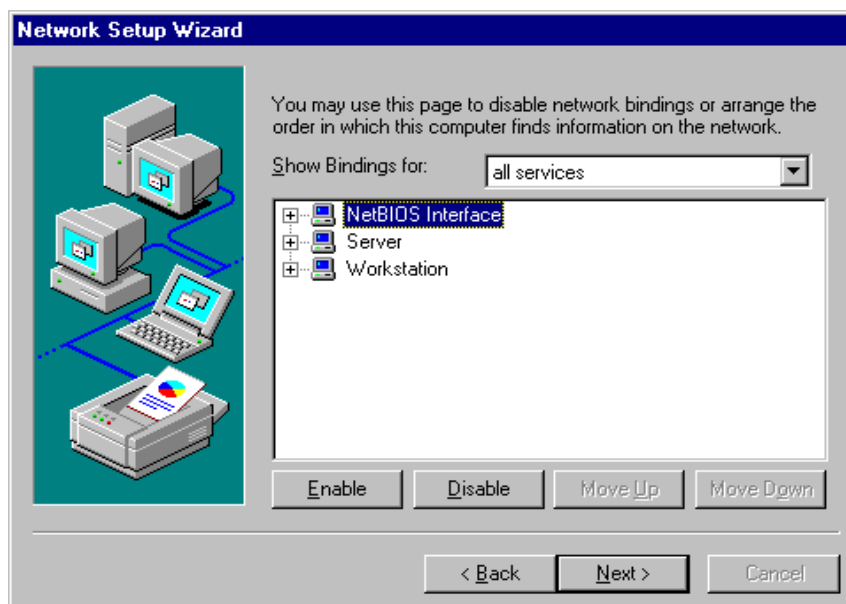 Network Setup Wizard
You may use this page to disable network bindings or arrange the
order in which this computer finds information on the network.
Show Bindings for: all services
NetBIOS Interface
Server
Workstation
Enable Disable Move Up Move Down
< Back Next > Cancel